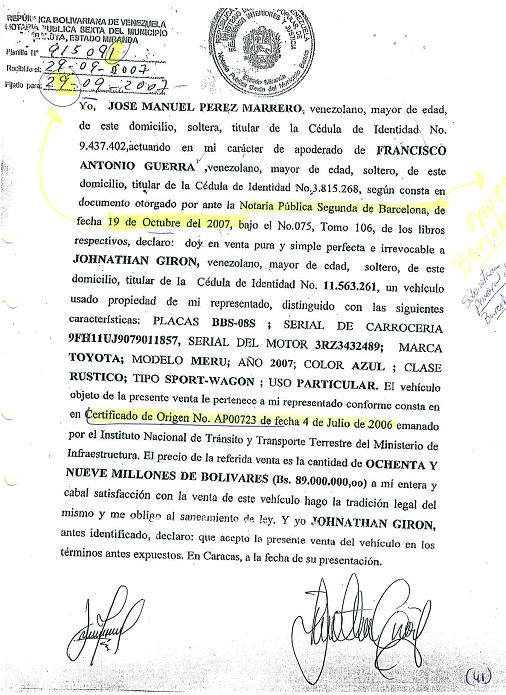 REPÚBLICA BOLIVARIANA DE VENEZUELA
NOTARIA PUBLICA SEXTA DEL MUNICIPIO
ESTADO MIRANDA
Planilla Nº 915091
Recibido el: 29-09-2007
Fijado para: 29-09-2007
Yo, JOSE MANUEL PEREZ MARRERO, venezolano, mayor de edad,
de este domicilio, soltera, titular de la Cédula de Identidad No.
9.437.402,actuando en mi carácter de apoderado de FRANCISCO
ANTONIO GUERRA ,venezolano, mayor de edad, soltero, de este
domicilio, titular de la Cédula de Identidad No.3.815.268, según consta en
documento otorgado por ante la Notaría Pública Segunda de Barcelona, de
fecha 19 de Octubre del 2007, bajo el No.075, Tomo 106, de los libros
respectivos, declaro: doy en venta pura y simple perfecta e irrevocable a
JOHNATHAN GIRON, venezolano, mayor de edad, soltero, de este
domicilio, titular de la Cédula de Identidad No. 11.563.261, un vehículo
usado propiedad de mi representado, distinguido con las siguientes
características: PLACAS BBS-08S ; SERIAL DE CARROCERIA
9FH11UJ9079011857, SERIAL DEL MOTOR 3RZ3432489; MARCA
TOYOTA; MODELO MERU; AÑO 2007; COLOR AZUL ; CLASE
RUSTICO; TIPO SPORT-WAGON ; USO PARTICULAR. El vehículo
objeto de la presente venta le pertenece a mi representado conforme consta en
en Certificado de Origen No. AP00723 de fecha 4 de Julio de 2006 emanado
por el Instituto Nacional de Tránsito y Transporte Terrestre del Ministerio de
Infraestructura. El precio de la referida venta es la cantidad de OCHENTA Y
NUEVE MILLONES DE BOLIVARES (Bs. 89.000.000,oo) a mí entera y
cabal satisfacción con la venta de este vehículo hago la tradición legal del
mismo y me obligo al saneamiento de ley. Y yo JOHNATHAN GIRON,
antes identificado, declaro: que acepto la presente venta del vehículo en los
términos antes expuestos. En Caracas, a la fecha de su presentación.
41